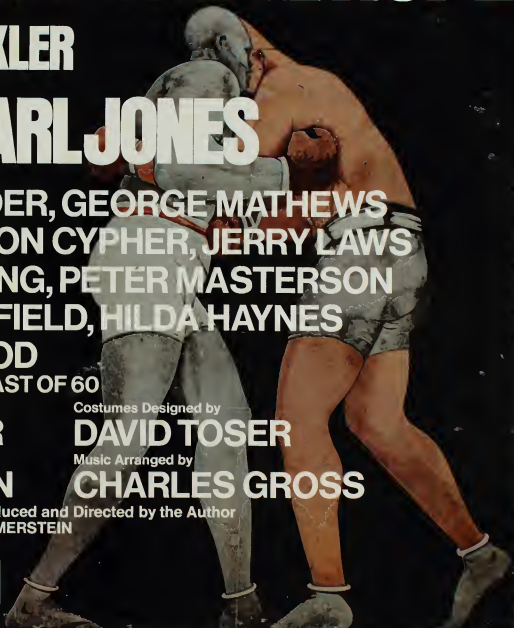 KLER
ARL JONES
DER, GEORGE MATHEWS
ON CYPHER, JERRY LAWS
NG, PETER MASTERSON
FIELD, HILDA HAYNES
OD
AST OF 60
Costumes Designed by
R DAVID TOSER
Music Arranged by
N CHARLES GROSS
uced and Directed by the Author
MERSTEIN